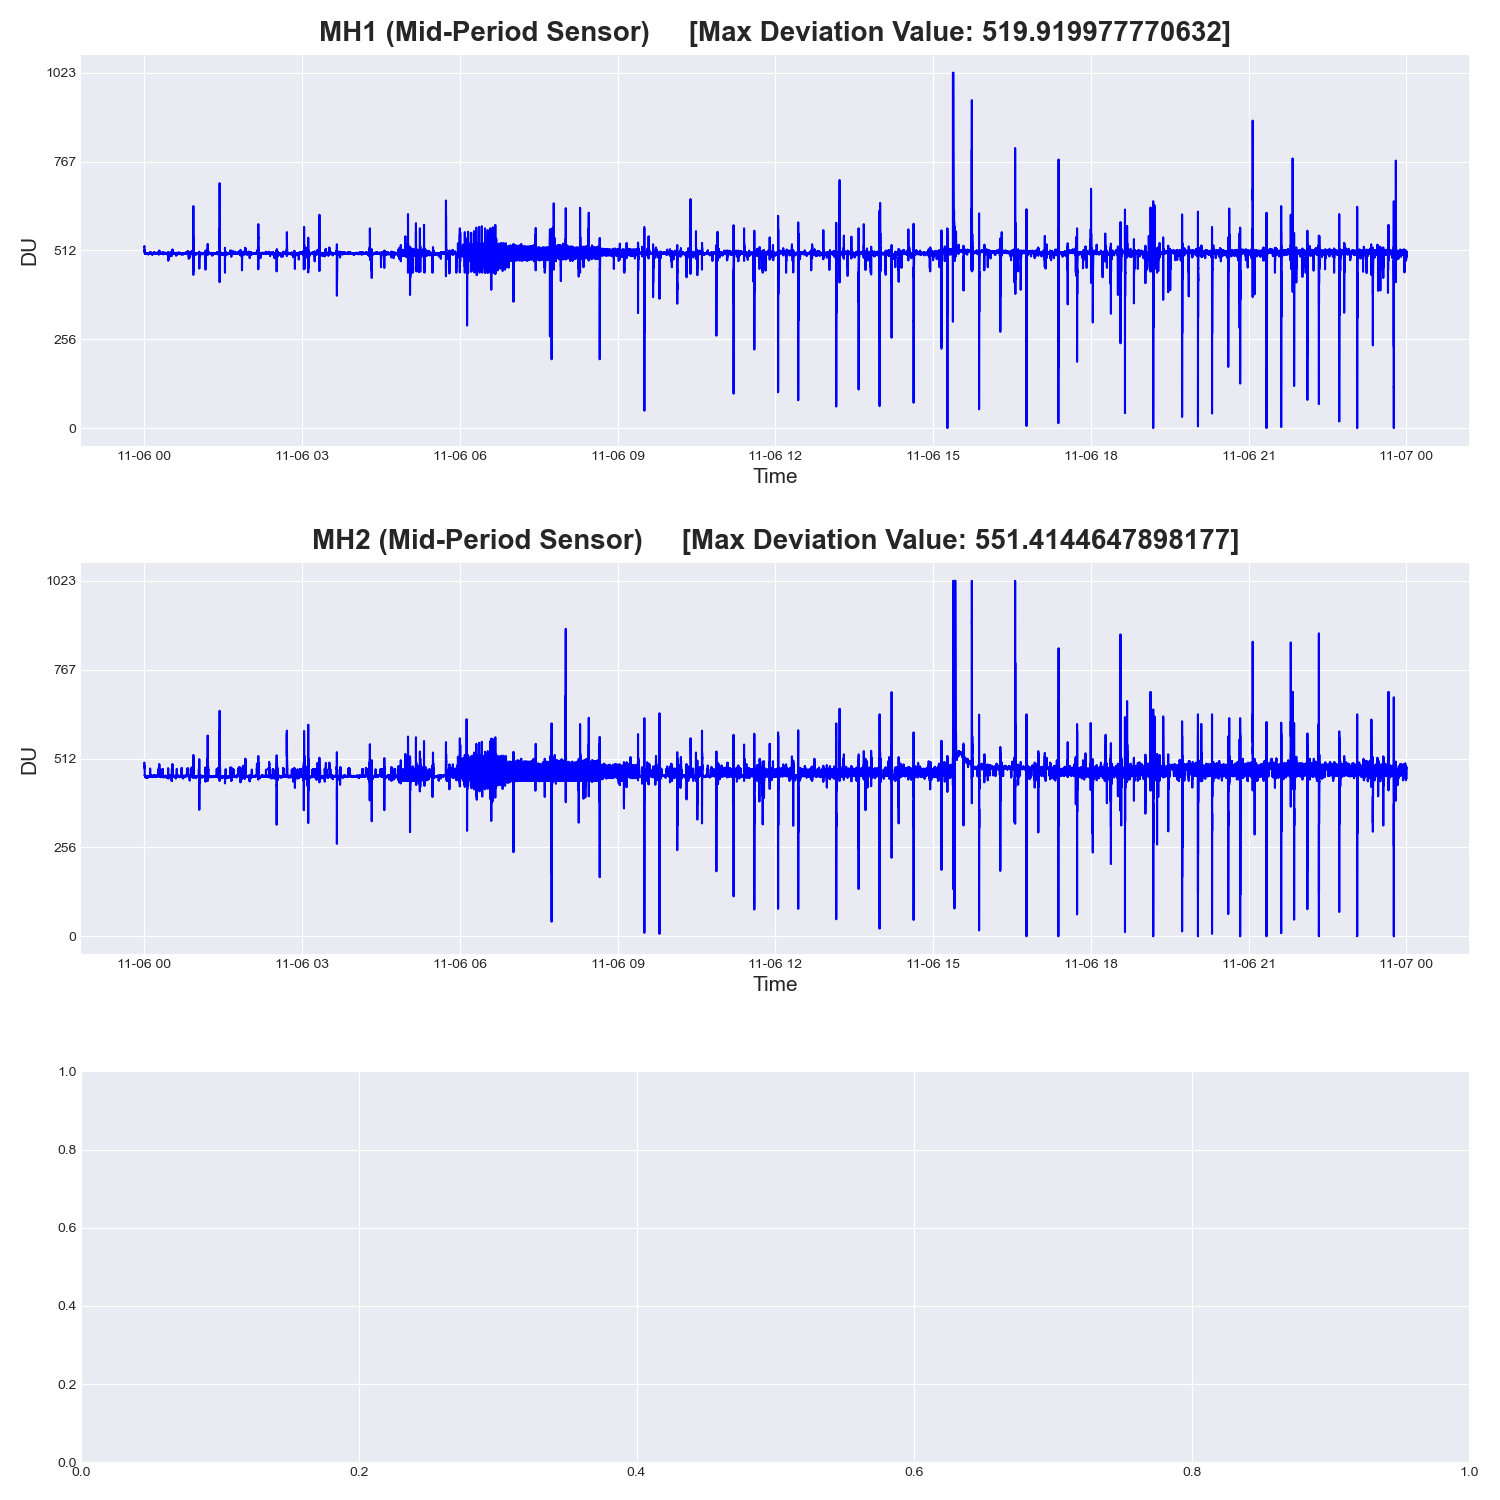 MH1 (Mid-Period Sensor) [Max Deviation Value: 519.919977770632]
1023
767
512
256
0
DU
11-06 00 11-06 03 11-06 06 11-06 09 11-06 12 11-06 15 11-06 18 11-06 21 11-07 00
Time
MH2 (Mid-Period Sensor) [Max Deviation Value: 551.4144647898177]
1023
767
512
256
0
DU
11-06 00 11-06 03 11-06 06 11-06 09 11-06 12 11-06 15 11-06 18 11-06 21 11-07 00
Time
1.0
0.8
0.6
0.4
0.2
0.0
0.0 0.2 0.4 0.6 0.8 1.0